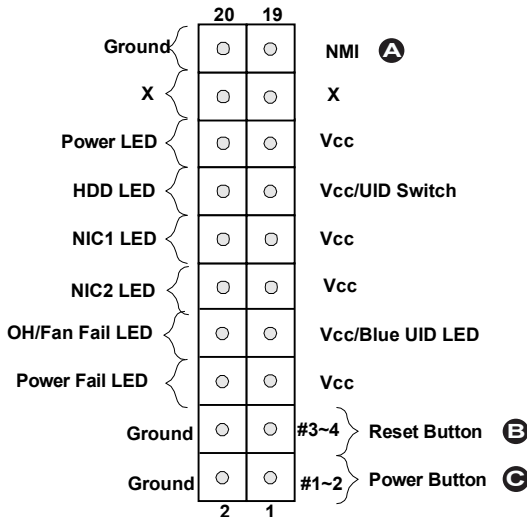 20 19
Ground NMI A
X X
Power LED Vcc
HDD LED Vcc/UID Switch
NIC1 LED Vcc
NIC2 LED Vcc
OH/Fan Fail LED Vcc/Blue UID LED
Power Fail LED Vcc
Ground #3~4 Reset Button B
Ground #1~2 Power Button C
2 1